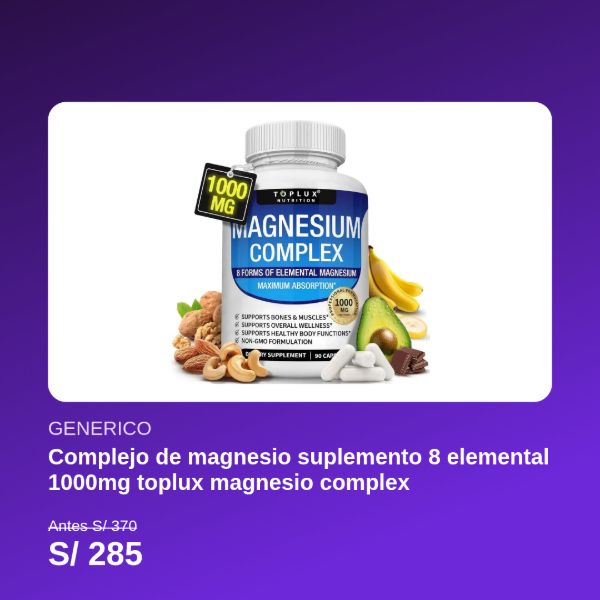 1000
MG
TOPLUX
NUTRITION
MAGNESIUM
COMPLEX
8 FORMS OF ELEMENTAL MAGNESIUM
MAXIMUM ABSORPTION*
1000
MG
SUPPORTS BONES & MUSCLES*
SUPPORTS OVERALL WELLNESS*
SUPPORTS HEALTHY BODY FUNCTIONS*
NON-GMO FORMULATION
SUPPLEMENT | 90
GENERICO
Complejo de magnesio suplemento 8 elemental
1000mg toplux magnesio complex
Antes S/ 370
S/ 285